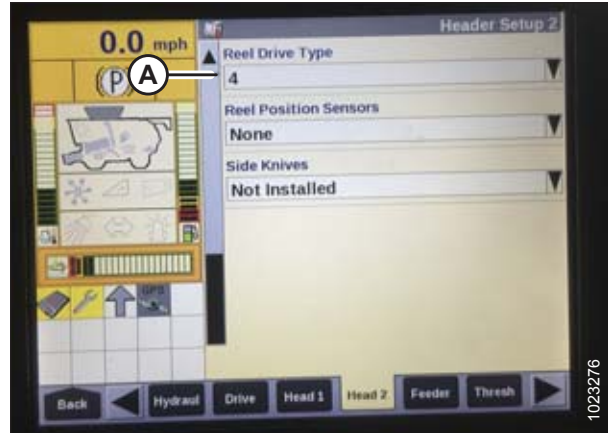 0.0 mph
Header Setup 2
(P)
A
Reel Drive Type
4
Reel Position Sensors
None
Side Knives
Not Installed
GPS
Back
Hydraul
Drive
Head 1
Head 2
Feeder
Thresh
1023276